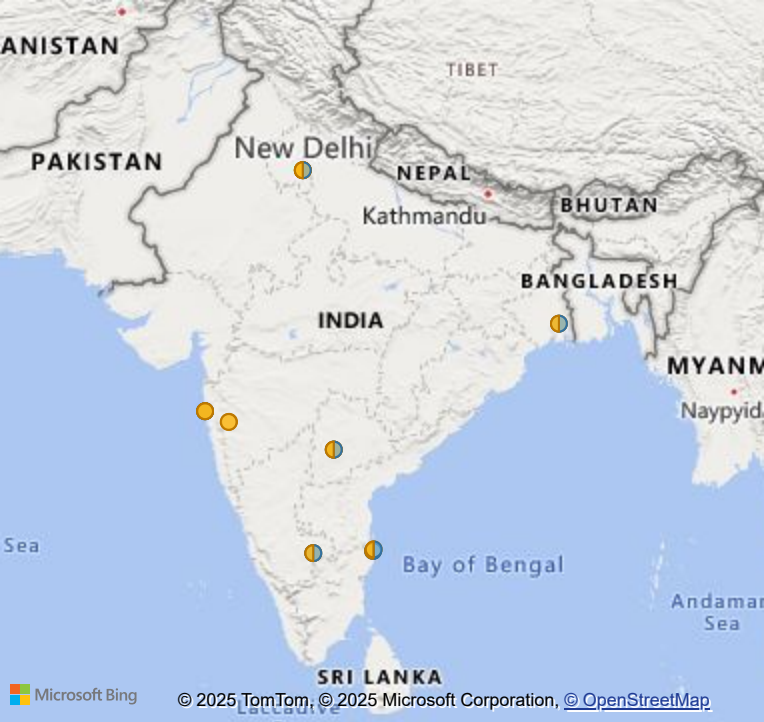 ANISTAN
TIBET
New Delhi
PAKISTAN
NEPAL
BHUTAN
Kathmandu
BANGLADESH
INDIA
MYANM
Naypyid
Sea
Bay of Bengal
Andaman
Sea
SRI LANKA
Microsoft Bing
© 2025 TomTom, © 2025 Microsoft Corporation, © OpenStreetMap
Laccadive